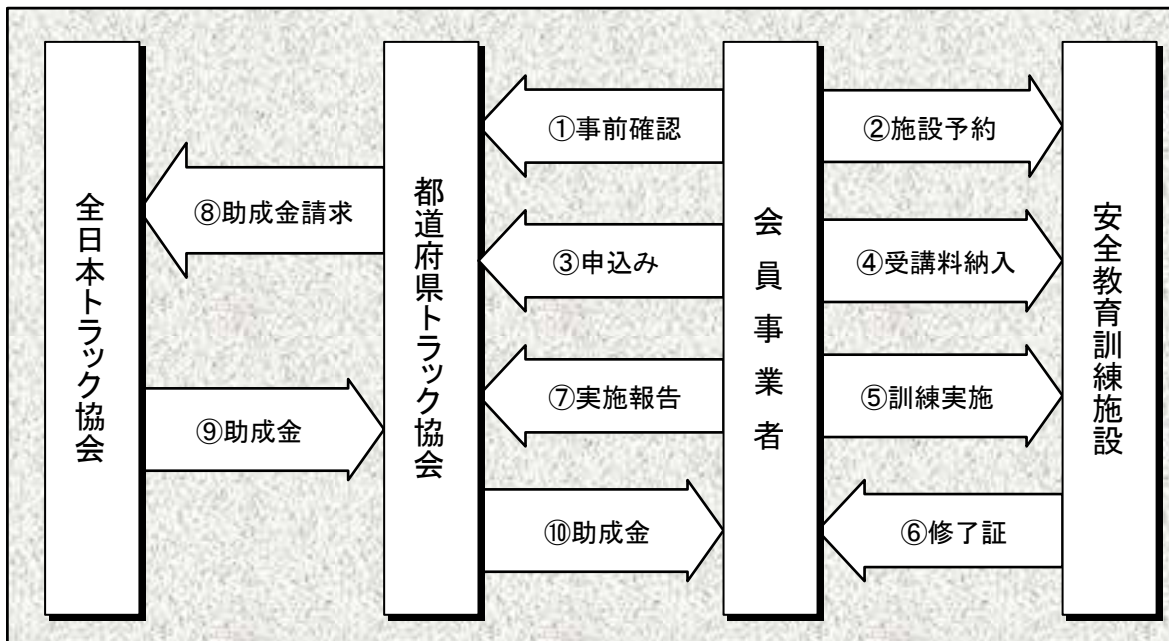 ①事前確認
②施設予約
⑧助成金請求
③申込み
④受講料納入
⑦実施報告
⑤訓練実施
⑨助成金
⑩助成金
⑥修了証
全日本トラック協会
都道府県トラック協会
会員事業者
安全教育訓練施設